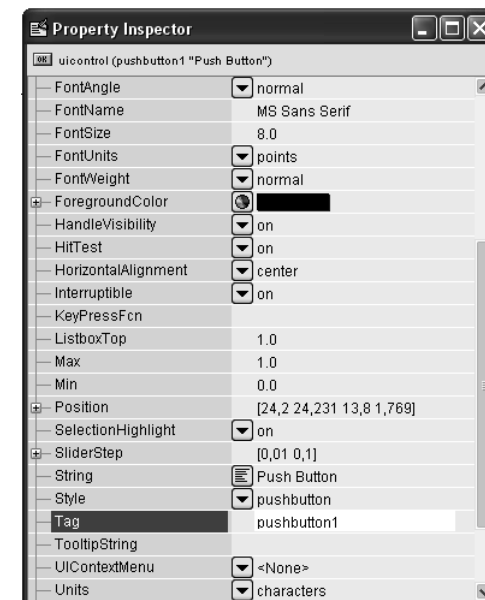 Property Inspector
uicontrol (pushbutton1 "Push Button")
FontAngle normal
FontName MS Sans Serif
FontSize 8.0
FontUnits points
FontWeight normal
ForegroundColor
HandleVisibility on
HitTest on
HorizontalAlignment center
Interruptible on
KeyPressFcn
ListboxTop 1.0
Max 1.0
Min 0.0
Position [24,2 24,231 13,8 1,769]
SelectionHighlight on
SliderStep [0,01 0,1]
String Push Button
Style pushbutton
Tag pushbutton1
TooltipString
UIContextMenu <None>
Units characters